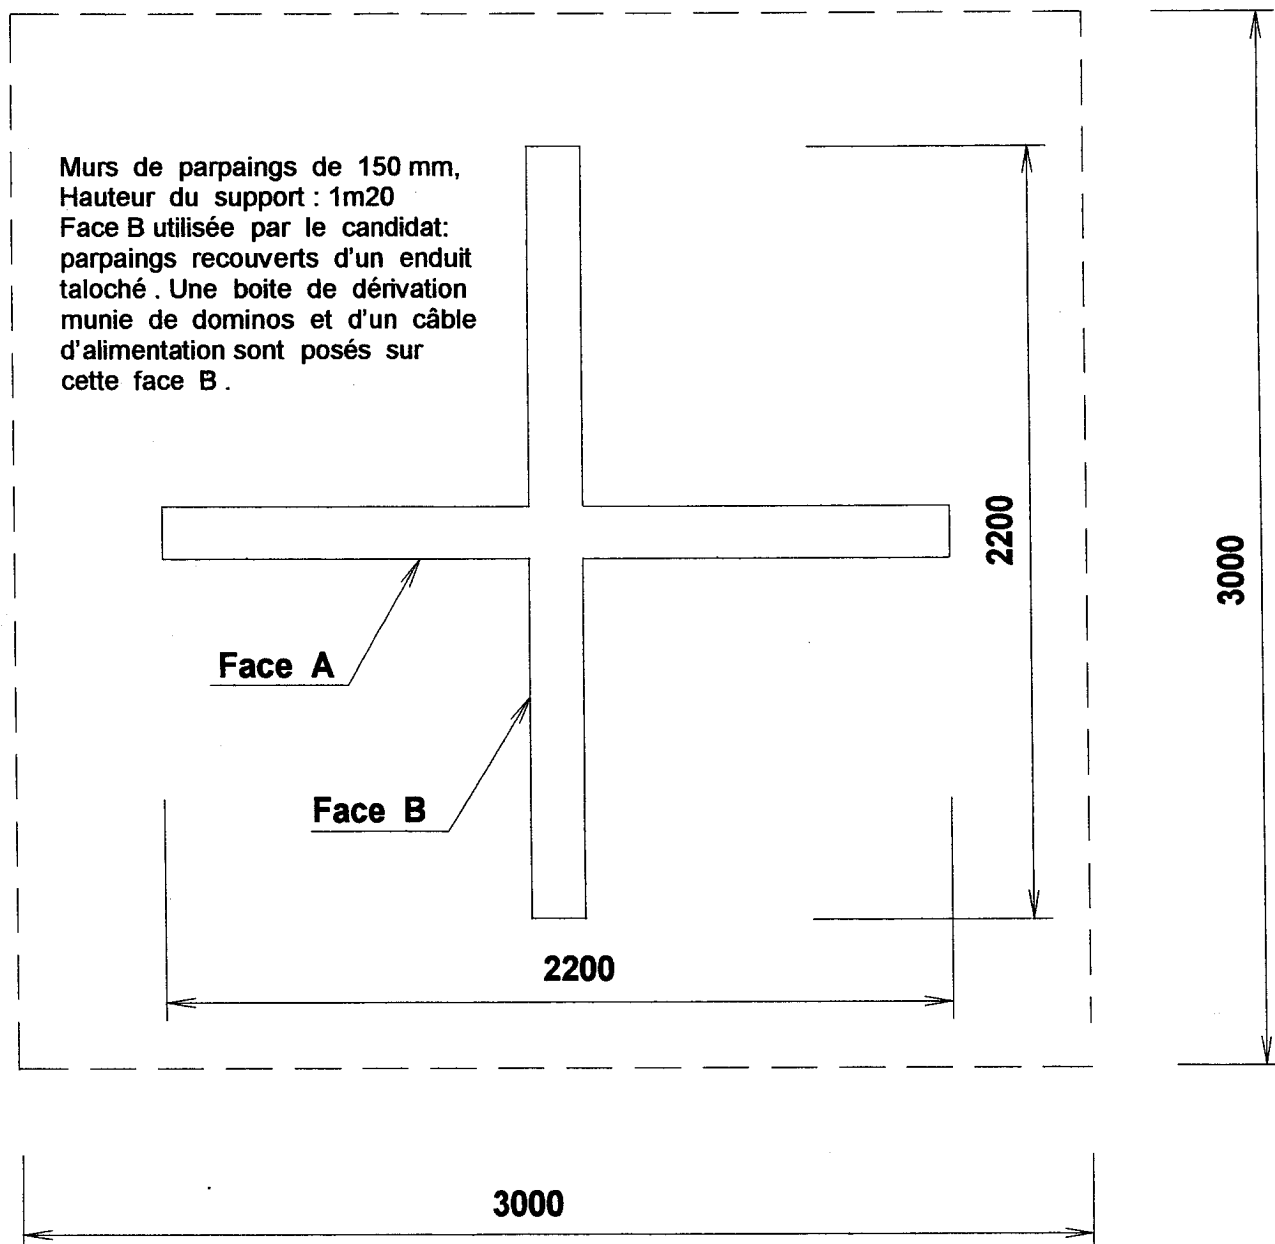 Murs de parpaings de 150 mm,
Hauteur du support : 1m20
Face B utilisée par le candidat:
parpaings recouverts d'un enduit
taloché . Une boite de dérivation
munie de dominos et d'un câble
d'alimentation sont posés sur
cette face B .
2200
3000
Face A
Face B
2200
3000